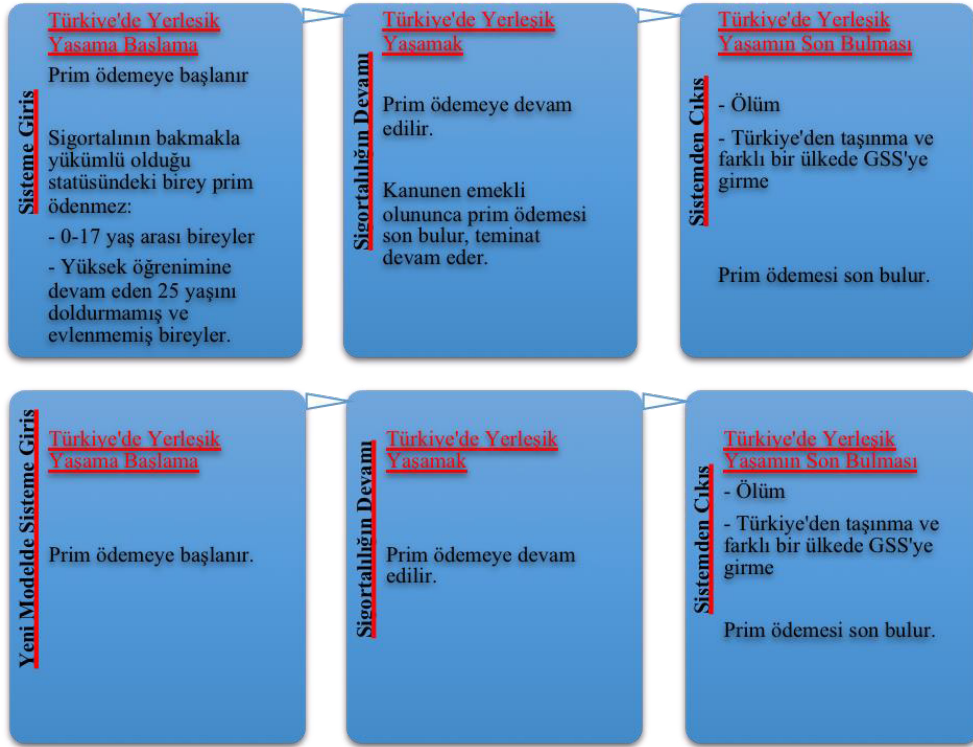 Sisteme Giris
Türkiye'de Yerleşik
Yaşama Başlama
Prim ödemeye başlanır
Sigortalının bakmakla
yükümlü olduğu
statüsündeki birey prim
ödenmez:
- 0-17 yaş arası bireyler
- Yüksek öğrenimine
devam eden 25 yaşını
doldurmamış ve
evlenmemiş bireyler.
Sigortalılığın Devamı
Türkiye'de Yerleşik
Yaşamak
Prim ödemeye devam
edilir.
Kanunen emekli
olununca prim ödemesi
son bulur, teminat
devam eder.
Sistemden Cıkıs
Türkiye'de Yerleşik
Yaşamın Son Bulması
- Ölüm
- Türkiye'den taşınma ve
farklı bir ülkede GSS'ye
girme
Prim ödemesi son bulur.
Yeni Modelde Sisteme Giris
Türkiye'de Yerleşik
Yaşama Başlama
Prim ödemeye başlanır.
Sigortalılığın Devamı
Türkiye'de Yerleşik
Yaşamak
Prim ödemeye devam
edilir.
Sistemden Cıkıs
Türkiye'de Yerleşik
Yaşamın Son Bulması
- Ölüm
- Türkiye'den taşınma ve
farklı bir ülkede GSS'ye
girme
Prim ödemesi son bulur.